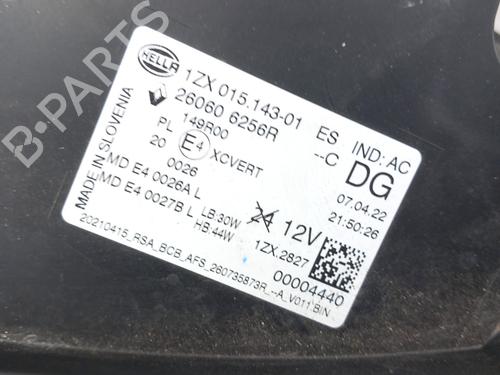 HELLA
1ZX 015.143-01
26060 6256R
149R00
ES IND: AC
--C DG
PL E4 XCVERT
20 0026
07.04.22
21:50:26
MD E4 0026A L
MD E4 0027B L
LB:30W
HB:44W
24 12V
1ZX.2827
00004440
MADE IN SLOVENIA
20210415_RSA_BCB_AFS_260735873R_--A_V011.BIN
B-PARTS